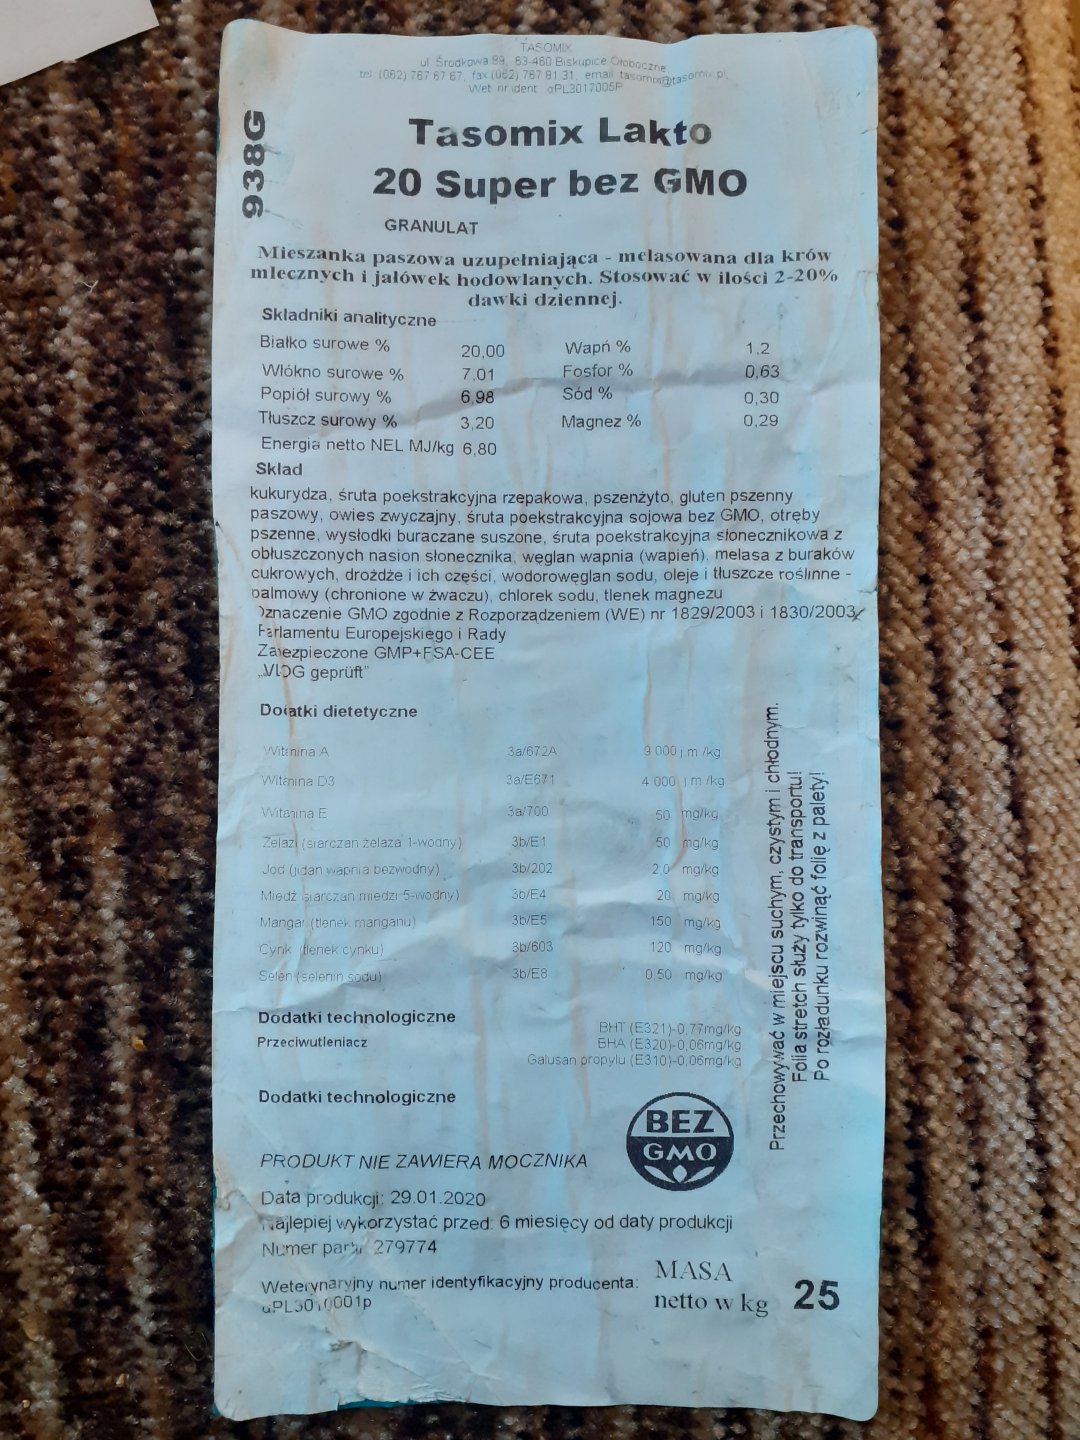 TASOMIX
ul. Środkowa 89, 63-460 Biskupice Ołoboczne
tel. (062) 767 67 67, fax (062) 767 81 31, email tasomix@tasomix.pl
Wet. nr ident. αPL3017005P
938G
Tasomix Lakto
20 Super bez GMO
GRANULAT
Mieszanka paszowa uzupełniająca - melasowana dla krów
mlecznych i jałówek hodowlanych. Stosować w ilości 2-20%
dawki dziennej.
Składniki analityczne
Białko surowe % 20,00 Wapń % 1,2
Włókno surowe % 7,01 Fosfor % 0,63
Popiół surowy % 6,98 Sód % 0,30
Tłuszcz surowy % 3,20 Magnez % 0,29
Energia netto NEL MJ/kg 6,80
Skład
kukurydza, śruta poekstrakcyjna rzepakowa, pszenżyto, gluten pszenny
paszowy, owies zwyczajny, śruta poekstrakcyjna sojowa bez GMO, otręby
pszenne, wysłodki buraczane suszone, śruta poekstrakcyjna słonecznikowa z
obłuszczonych nasion słonecznika, węglan wapnia (wapień), melasa z buraków
cukrowych, drożdże i ich części, wodorowęglan sodu, oleje i tłuszcze roślinne -
palmowy (chronione w żwaczu), chlorek sodu, tlenek magnezu
Oznaczenie GMO zgodnie z Rozporządzeniem (WE) nr 1829/2003 i 1830/2003
Parlamentu Europejskiego i Rady
Zabezpieczone GMP+FSA-CEE
„VLOG geprüft”
Dodatki dietetyczne
Witamina A 3a/672A 9 000 j.m./kg
Witamina D3 3a/E671 4 000 j.m./kg
Witamina E 3a/700 50 mg/kg
Żelazo (siarczan żelaza 1-wodny) 3b/E1 50 mg/kg
Jod (jodan wapnia bezwodny) 3b/202 2,0 mg/kg
Miedź (siarczan miedzi 5-wodny) 3b/E4 20 mg/kg
Mangan (tlenek manganu) 3b/E5 150 mg/kg
Cynk (tlenek cynku) 3b/603 120 mg/kg
Selen (selenin sodu) 3b/E8 0,50 mg/kg
Dodatki technologiczne
Przeciwutleniacz BHT (E321)-0,77mg/kg
BHA (E320)-0,06mg/kg
Galusan propylu (E310)-0,06mg/kg
Dodatki technologiczne
BEZ
GMO
PRODUKT NIE ZAWIERA MOCZNIKA
Data produkcji: 29.01.2020
Najlepiej wykorzystać przed: 6 miesięcy od daty produkcji
Numer partii 279774
Weterynaryjny numer identyfikacyjny producenta:
MASA
netto w kg 25
Przechowywać w miejscu suchym, czystym i chłodnym.
Folia stretch służy tylko do transportu!
Po rozładunku rozwinąć folię z palety!